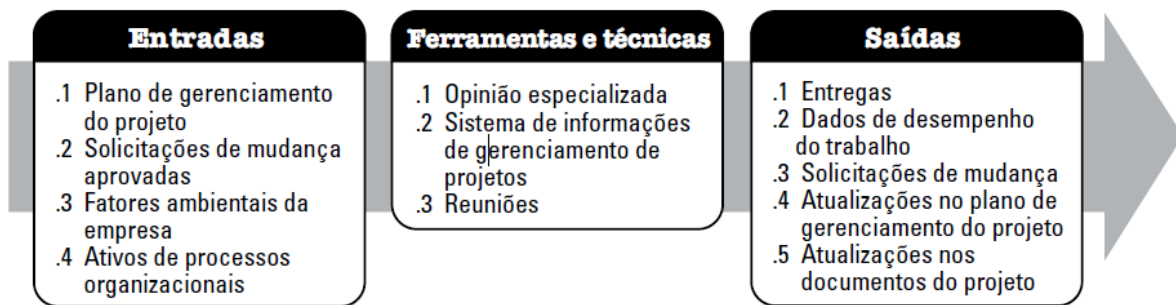 Entradas
.1 Plano de gerenciamento
do projeto
.2 Solicitações de mudança
aprovadas
.3 Fatores ambientais da
empresa
.4 Ativos de processos
organizacionais
Ferramentas e técnicas
.1 Opinião especializada
.2 Sistema de informações
de gerenciamento de
projetos
.3 Reuniões
Saídas
.1 Entregas
.2 Dados de desempenho
do trabalho
.3 Solicitações de mudança
.4 Atualizações no plano de
gerenciamento do projeto
.5 Atualizações nos
documentos do projeto